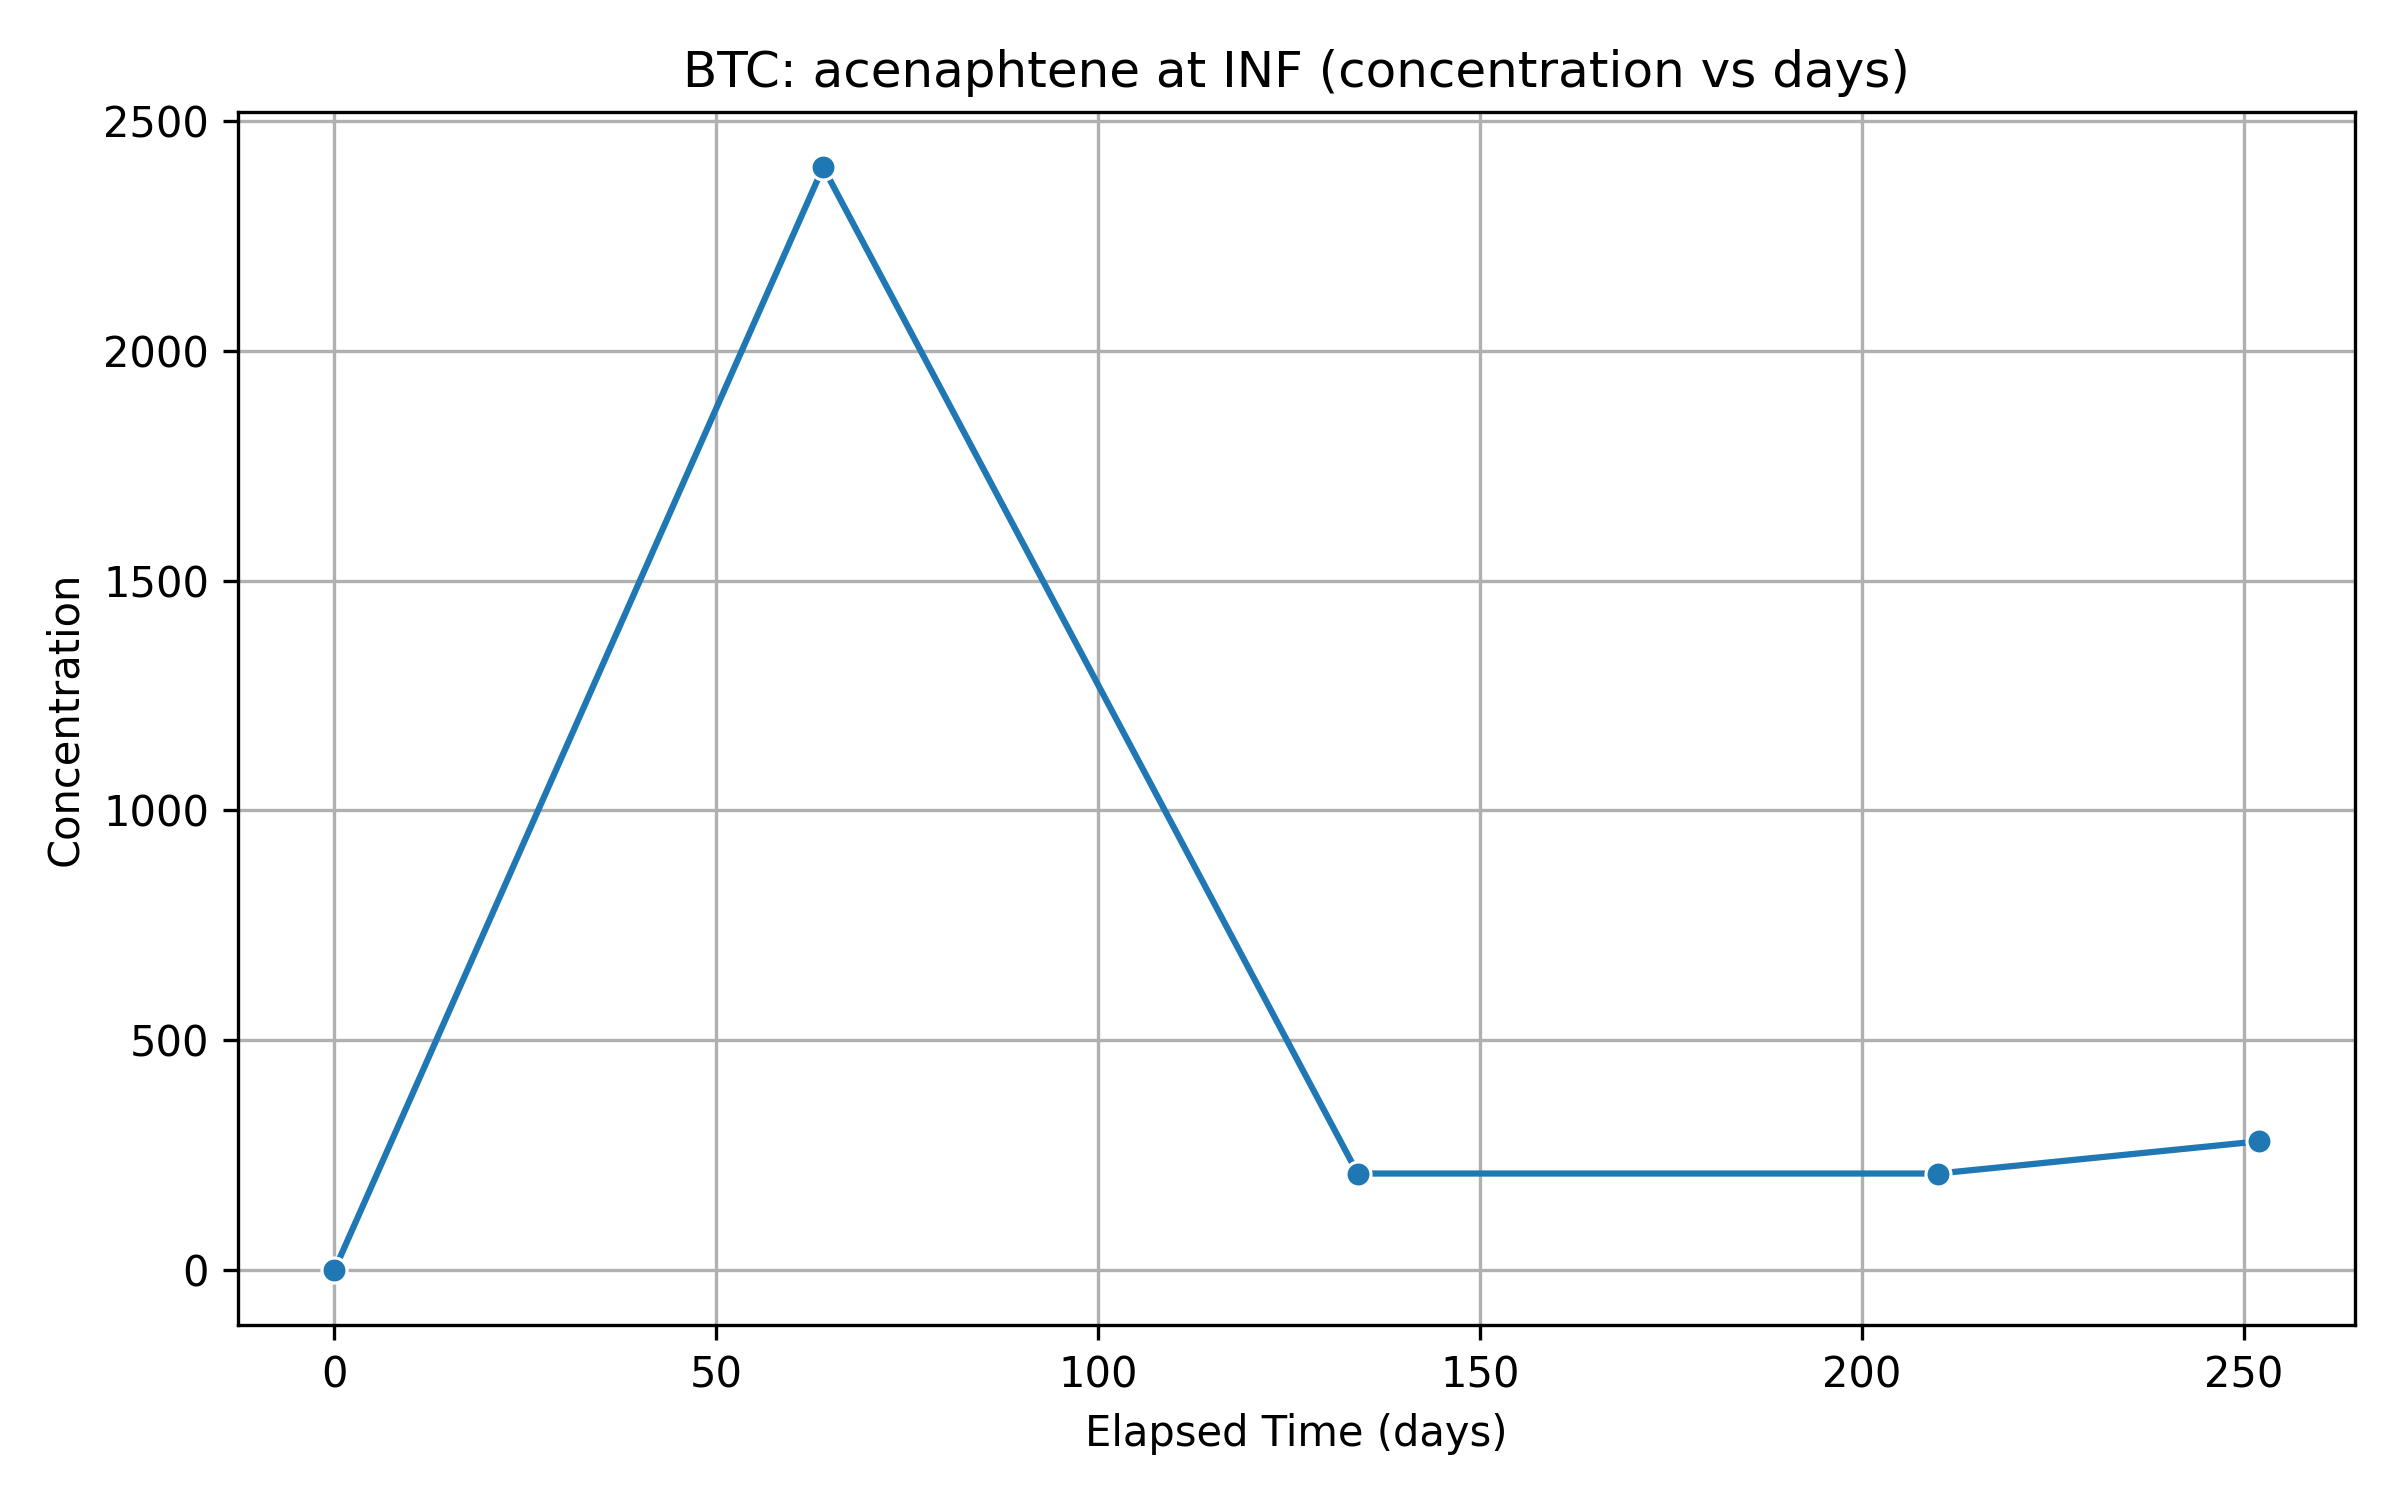 BTC: acenaphtene at INF (concentration vs days)
2500
2000
1500
1000
500
0
Concentration
0 50 100 150 200 250
Elapsed Time (days)